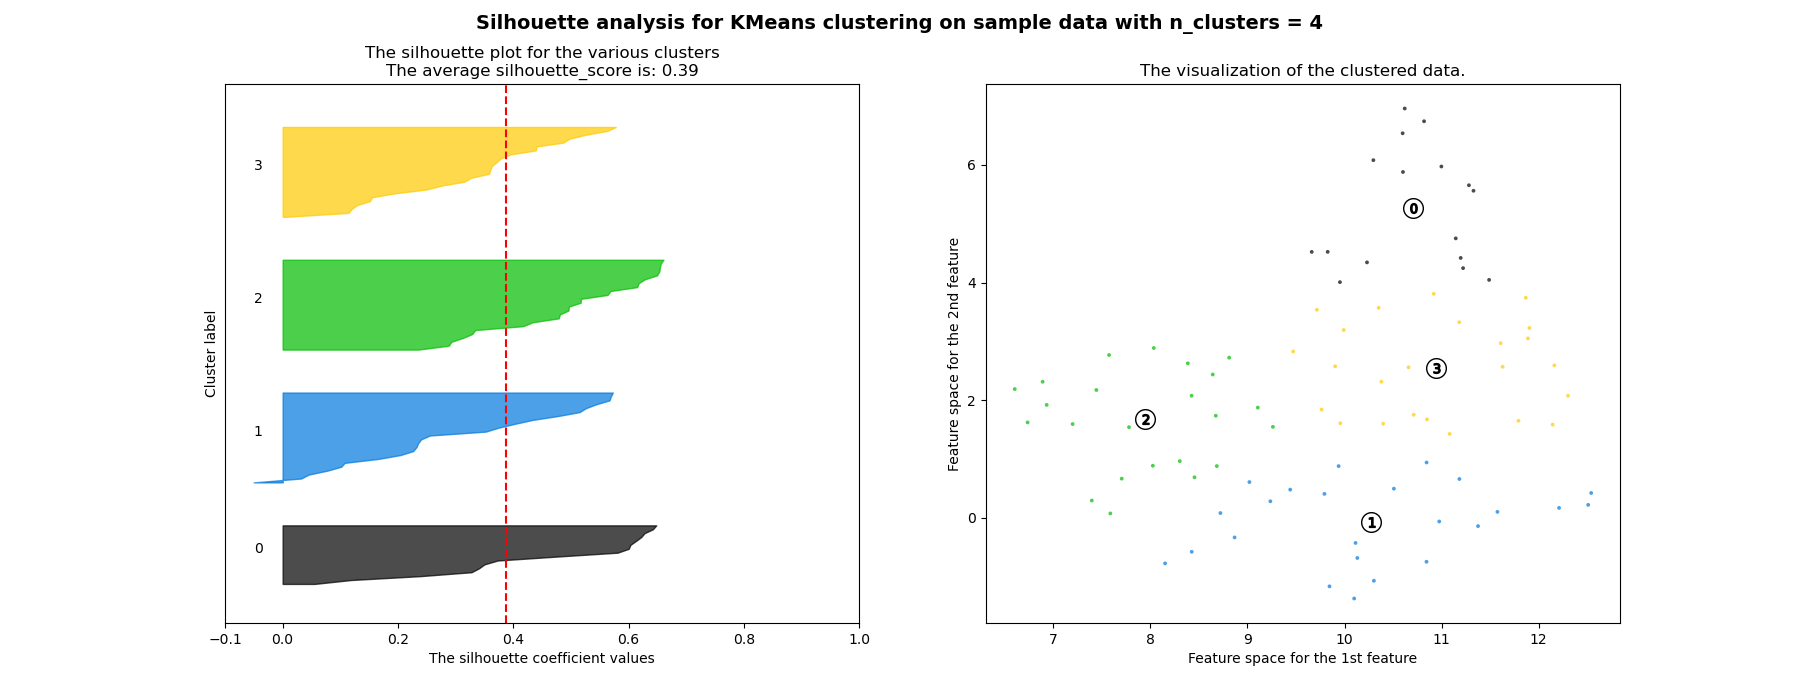 Silhouette analysis for KMeans clustering on sample data with n_clusters = 4
The silhouette plot for the various clusters
The average silhouette_score is: 0.39
3
2
1
0
Cluster label
−0.1 0.0 0.2 0.4 0.6 0.8 1.0
The silhouette coefficient values
The visualization of the clustered data.
6
4
2
0
Feature space for the 2nd feature
0
3
2
1
7 8 9 10 11 12
Feature space for the 1st feature